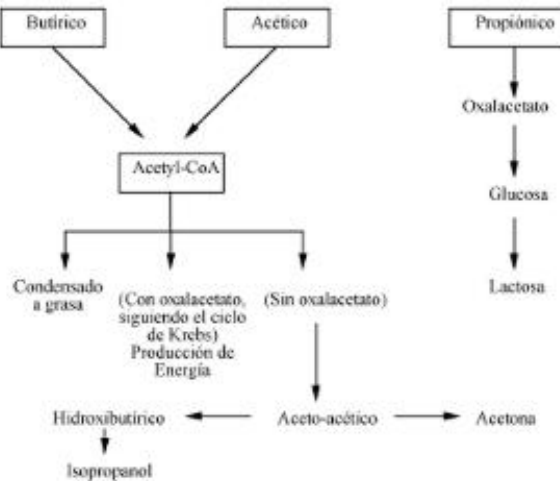 Butírico
Acético
Propiónico
Oxalacetato
Acetyl-CoA
Glucosa
Condensado
a grasa
(Con oxalacetato,
siguiendo el ciclo
de Krebs)
Producción de
Energía
(Sin oxalacetato)
Lactosa
Hidroxibutírico
Aceto-acético
Acetona
Isopropanol